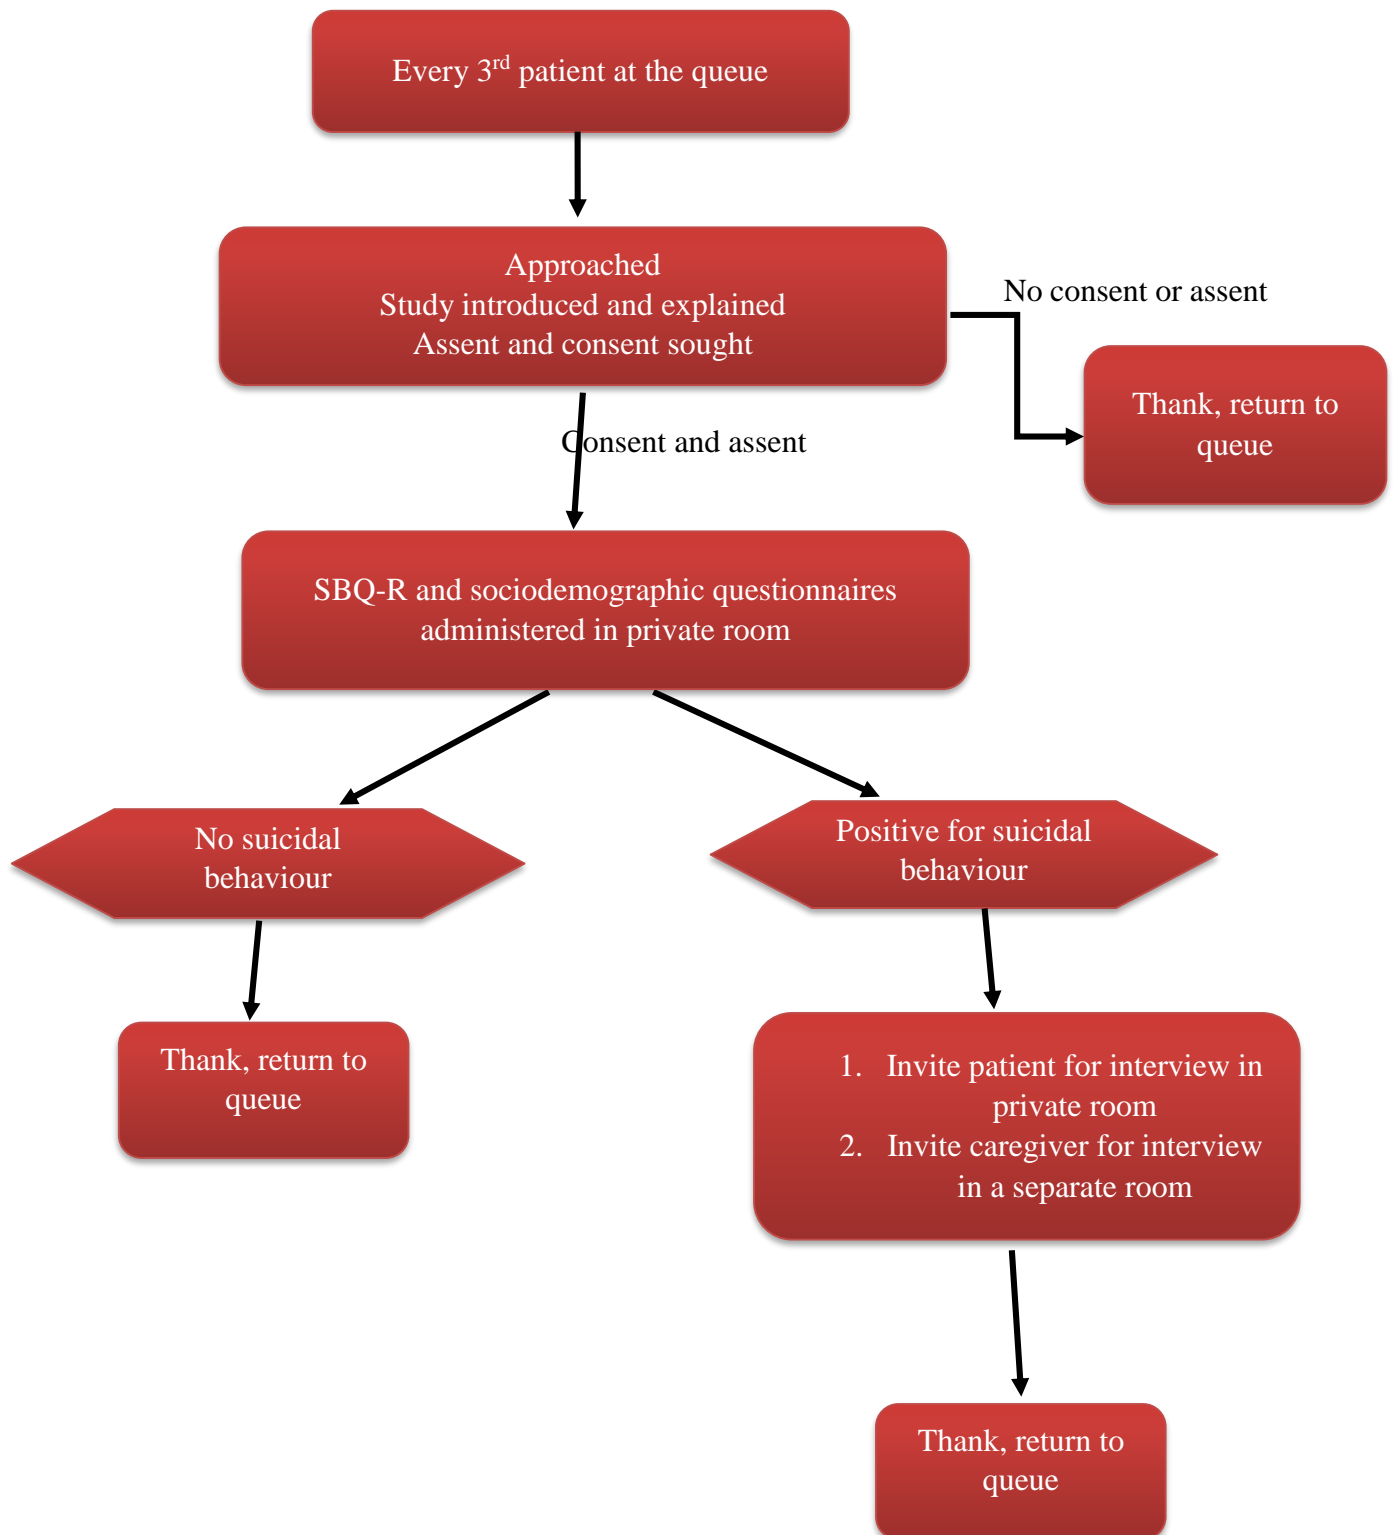 Every 3rd patient at the queue
Approached
Study introduced and explained
Assent and consent sought
No consent or assent
Thank, return to
queue
Consent and assent
SBQ-R and sociodemographic questionnaires
administered in private room
No suicidal
behaviour
Positive for suicidal
behaviour
Thank, return to
queue
1. Invite patient for interview in
private room
2. Invite caregiver for interview
in a separate room
Thank, return to
queue